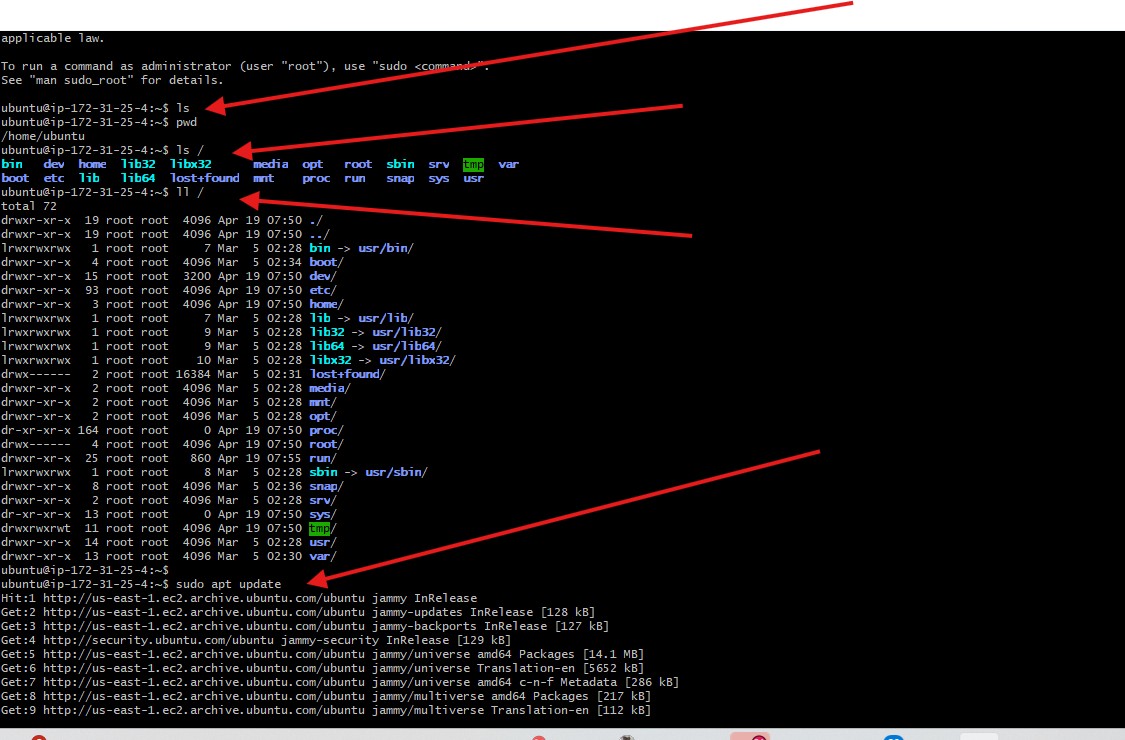 applicable law.
To run a command as administrator (user "root"), use "sudo <command>".
See "man sudo_root" for details.
ubuntu@ip-172-31-25-4:~$ ls
ubuntu@ip-172-31-25-4:~$ pwd
/home/ubuntu
ubuntu@ip-172-31-25-4:~$ ls /
bin dev home lib32 libx32 media opt root sbin srv tmp var
boot etc lib lib64 lost+found mnt proc run snap sys usr
ubuntu@ip-172-31-25-4:~$ ll /
total 72
drwxr-xr-x 19 root root 4096 Apr 19 07:50 ./
drwxr-xr-x 19 root root 4096 Apr 19 07:50 ../
lrwxrwxrwx 1 root root 7 Mar 5 02:28 bin -> usr/bin/
drwxr-xr-x 4 root root 4096 Mar 5 02:34 boot/
drwxr-xr-x 15 root root 3200 Apr 19 07:50 dev/
drwxr-xr-x 93 root root 4096 Apr 19 07:50 etc/
drwxr-xr-x 3 root root 4096 Apr 19 07:50 home/
lrwxrwxrwx 1 root root 7 Mar 5 02:28 lib -> usr/lib/
lrwxrwxrwx 1 root root 9 Mar 5 02:28 lib32 -> usr/lib32/
lrwxrwxrwx 1 root root 9 Mar 5 02:28 lib64 -> usr/lib64/
lrwxrwxrwx 1 root root 10 Mar 5 02:28 libx32 -> usr/libx32/
drwx------ 2 root root 16384 Mar 5 02:31 lost+found/
drwxr-xr-x 2 root root 4096 Mar 5 02:28 media/
drwxr-xr-x 2 root root 4096 Mar 5 02:28 mnt/
drwxr-xr-x 2 root root 4096 Mar 5 02:28 opt/
dr-xr-xr-x 164 root root 0 Apr 19 07:50 proc/
drwx------ 4 root root 4096 Apr 19 07:50 root/
drwxr-xr-x 25 root root 860 Apr 19 07:55 run/
lrwxrwxrwx 1 root root 8 Mar 5 02:28 sbin -> usr/sbin/
drwxr-xr-x 8 root root 4096 Mar 5 02:36 snap/
drwxr-xr-x 2 root root 4096 Mar 5 02:28 srv/
dr-xr-xr-x 13 root root 0 Apr 19 07:50 sys/
drwxrwxrwt 11 root root 4096 Apr 19 07:50 tmp/
drwxr-xr-x 14 root root 4096 Mar 5 02:28 usr/
drwxr-xr-x 13 root root 4096 Mar 5 02:30 var/
ubuntu@ip-172-31-25-4:~$
ubuntu@ip-172-31-25-4:~$ sudo apt update
Hit:1 http://us-east-1.ec2.archive.ubuntu.com/ubuntu jammy InRelease
Get:2 http://us-east-1.ec2.archive.ubuntu.com/ubuntu jammy-updates InRelease [128 kB]
Get:3 http://us-east-1.ec2.archive.ubuntu.com/ubuntu jammy-backports InRelease [127 kB]
Get:4 http://security.ubuntu.com/ubuntu jammy-security InRelease [129 kB]
Get:5 http://us-east-1.ec2.archive.ubuntu.com/ubuntu jammy/universe amd64 Packages [14.1 MB]
Get:6 http://us-east-1.ec2.archive.ubuntu.com/ubuntu jammy/universe Translation-en [5652 kB]
Get:7 http://us-east-1.ec2.archive.ubuntu.com/ubuntu jammy/universe amd64 c-n-f Metadata [286 kB]
Get:8 http://us-east-1.ec2.archive.ubuntu.com/ubuntu jammy/multiverse amd64 Packages [217 kB]
Get:9 http://us-east-1.ec2.archive.ubuntu.com/ubuntu jammy/multiverse Translation-en [112 kB]